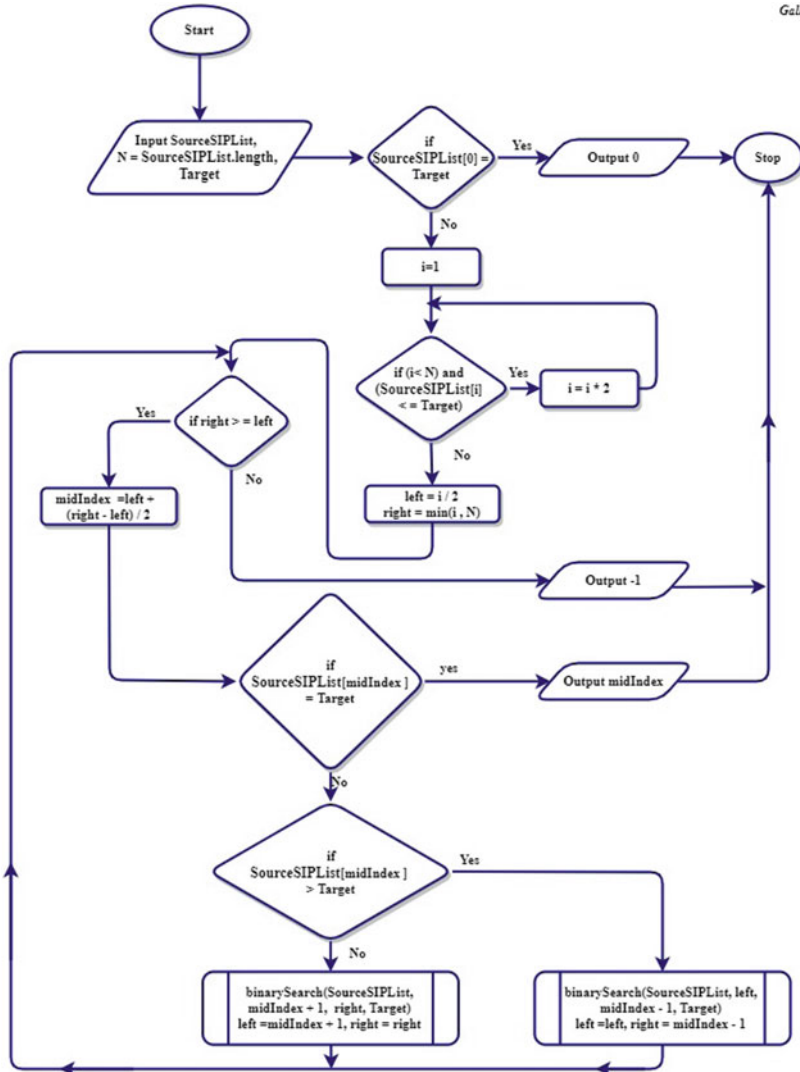 Start
Input SourceSIPList,
N = SourceSIPList.length,
Target
if
SourceSIPList[0] =
Target
Yes
Output 0
Stop
No
i=1
if (i< N) and
(SourceSIPList[i]
< = Target)
Yes
i = i * 2
No
left = i / 2
right = min(i , N)
if right > = left
Yes
No
midIndex =left +
(right - left) / 2
Output -1
if
SourceSIPList[midIndex ]
= Target
yes
Output midIndex
No
if
SourceSIPList[midIndex ]
> Target
Yes
No
binarySearch(SourceSIPList,
midIndex + 1, right, Target)
left =midIndex + 1, right = right
binarySearch(SourceSIPList, left,
midIndex - 1, Target)
left =left, right = midIndex - 1